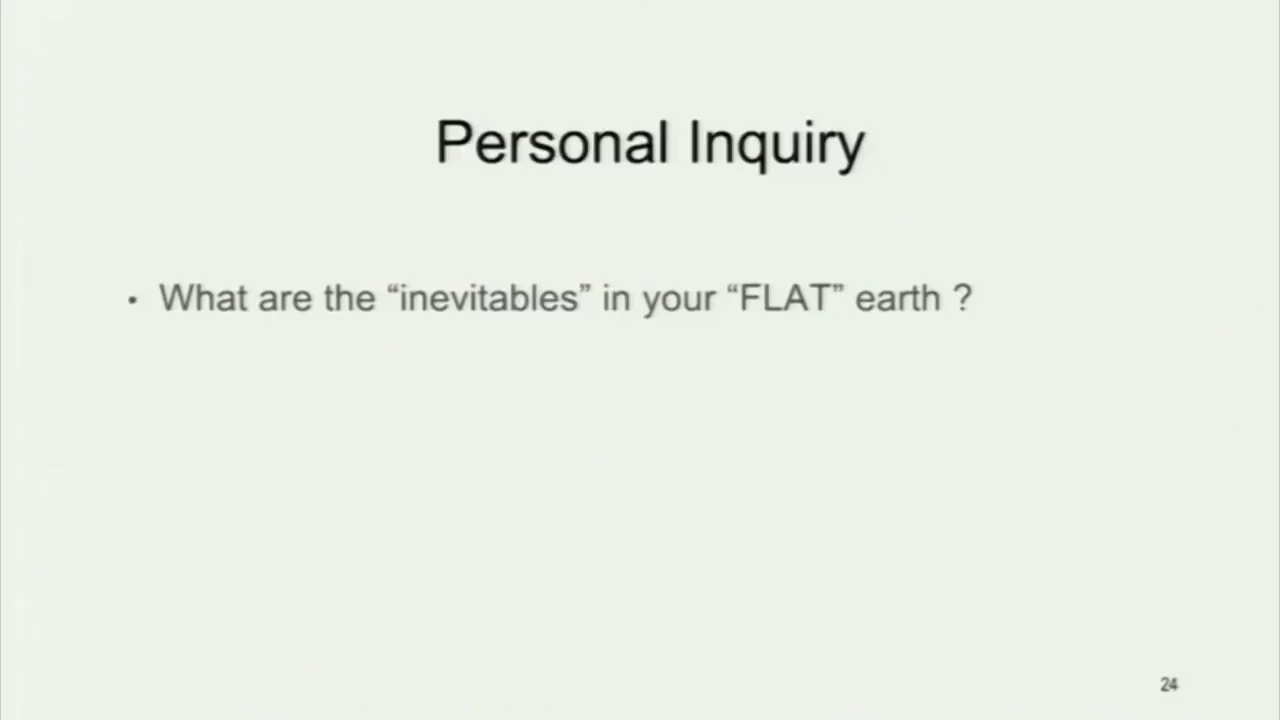 Personal Inquiry
• What are the “inevitables” in your “FLAT” earth ?
24